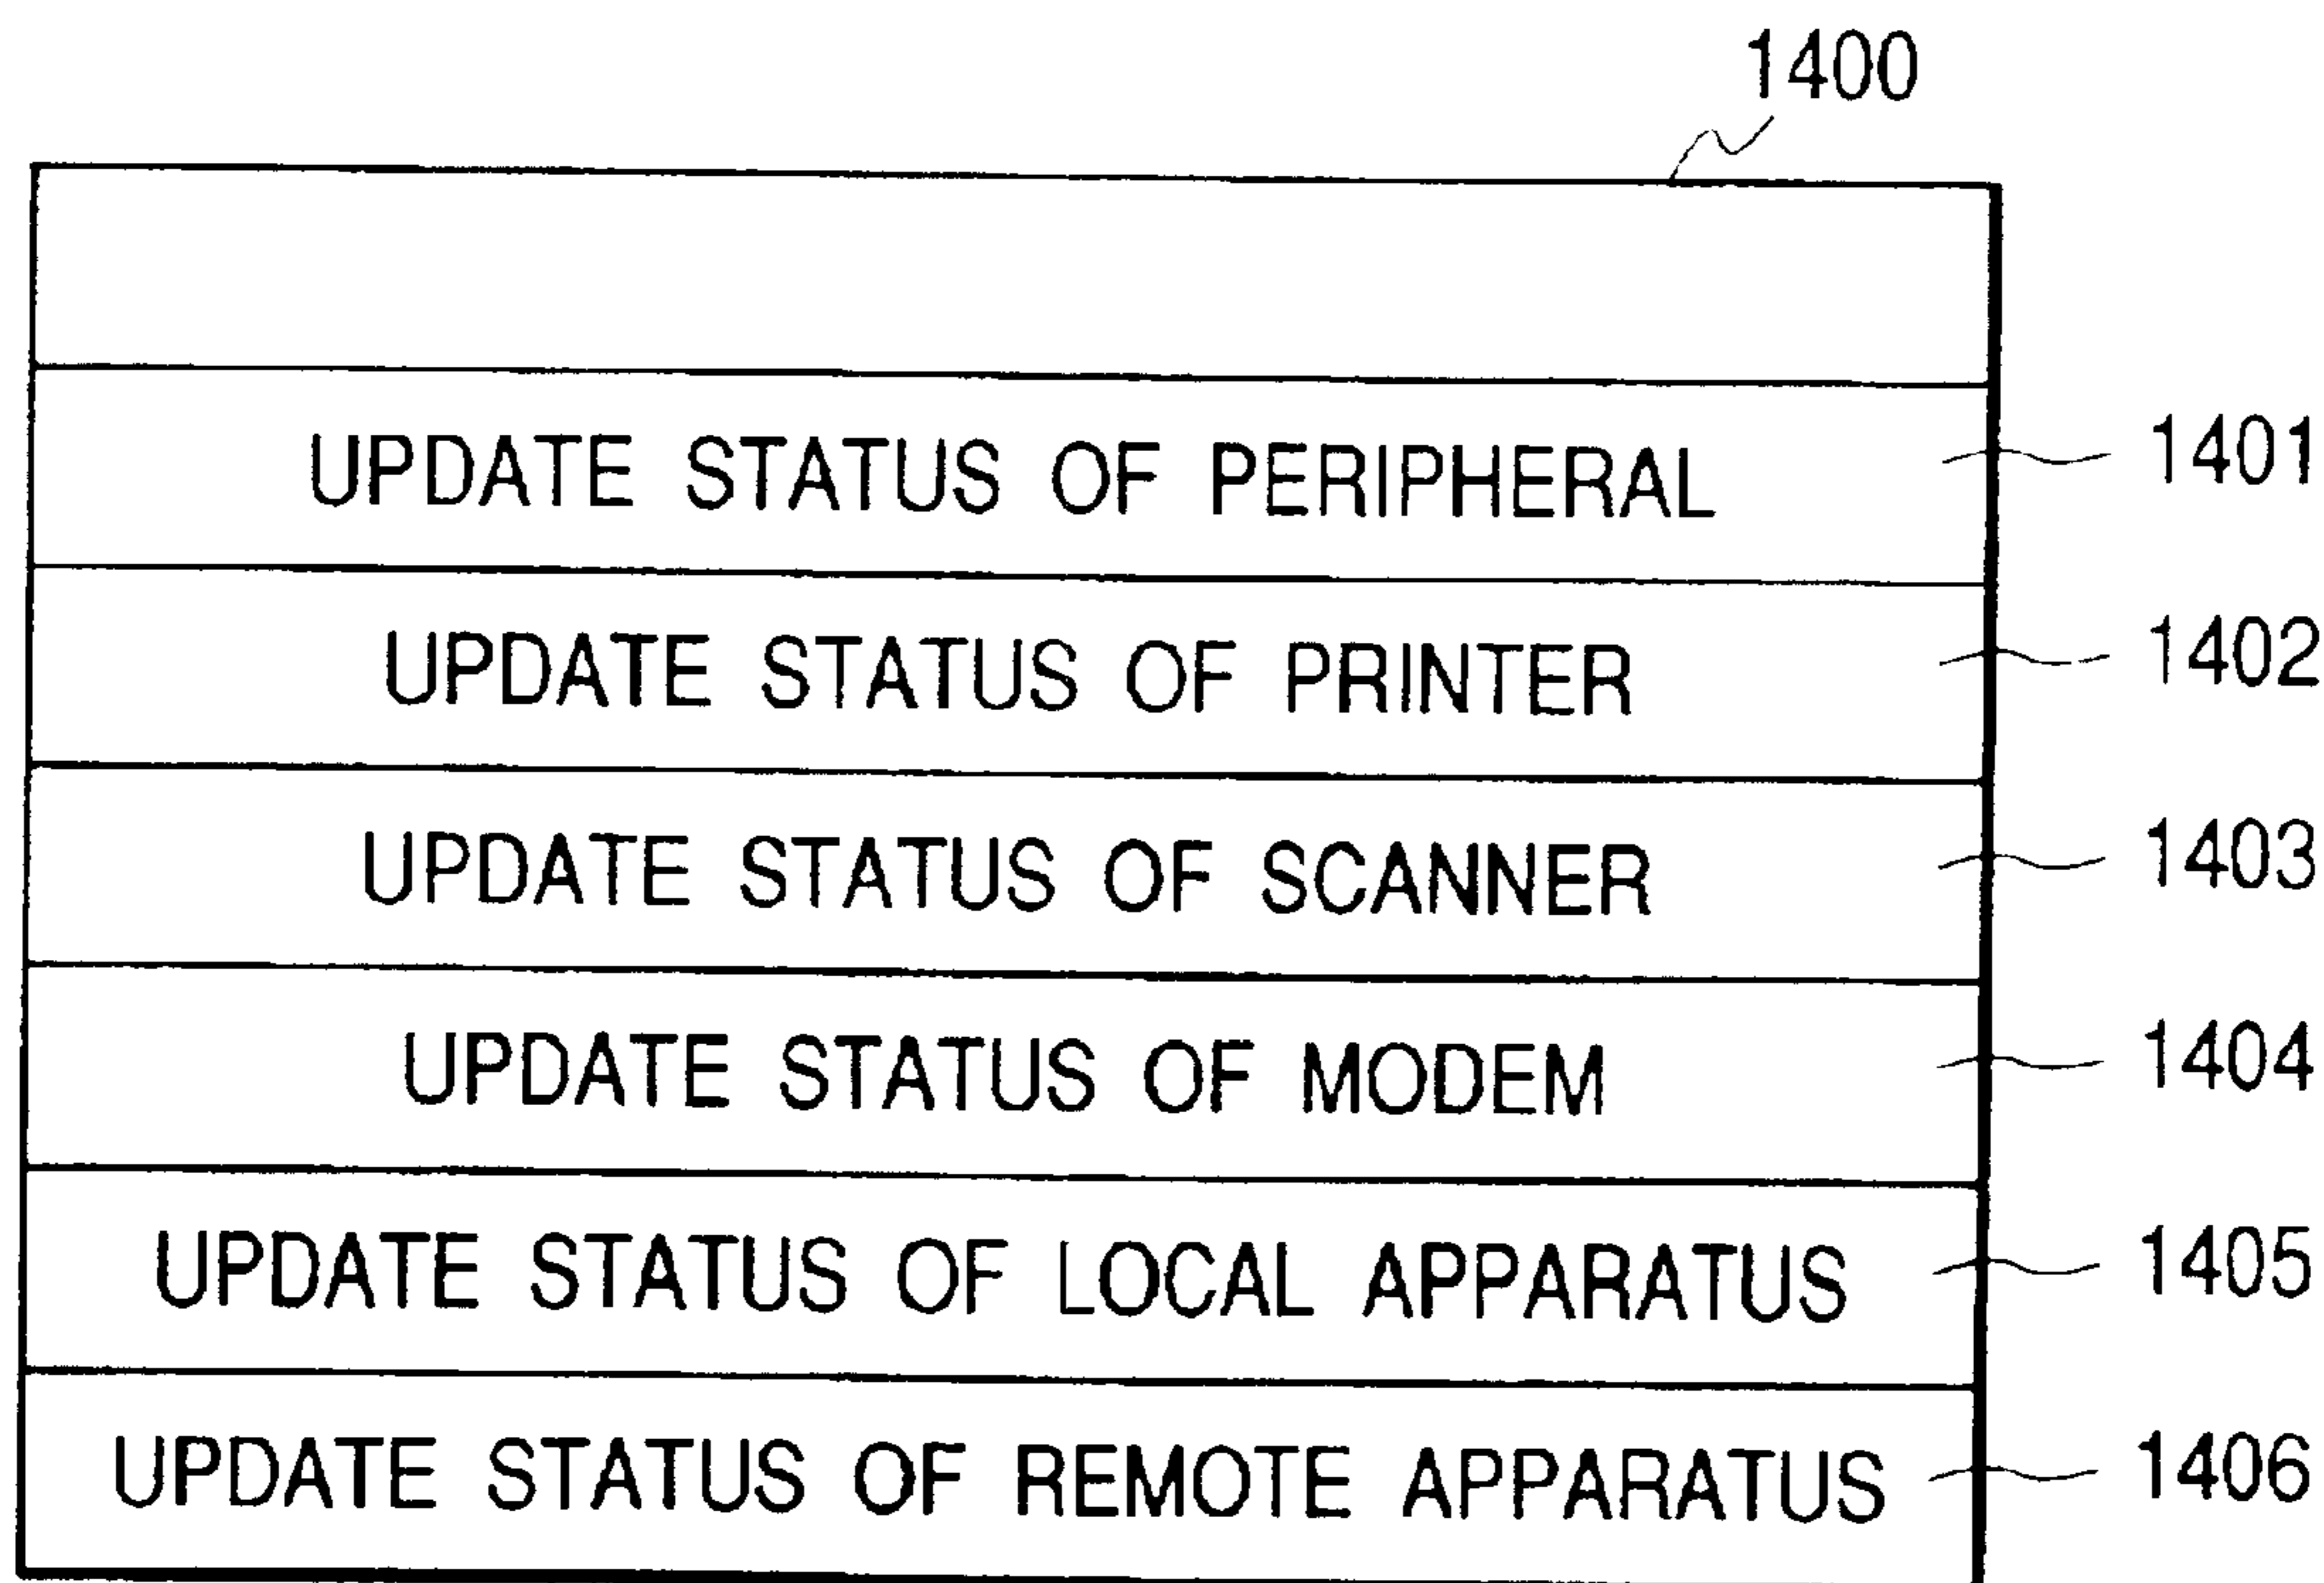 1400
UPDATE STATUS OF PERIPHERAL 1401
UPDATE STATUS OF PRINTER 1402
UPDATE STATUS OF SCANNER 1403
UPDATE STATUS OF MODEM 1404
UPDATE STATUS OF LOCAL APPARATUS 1405
UPDATE STATUS OF REMOTE APPARATUS 1406